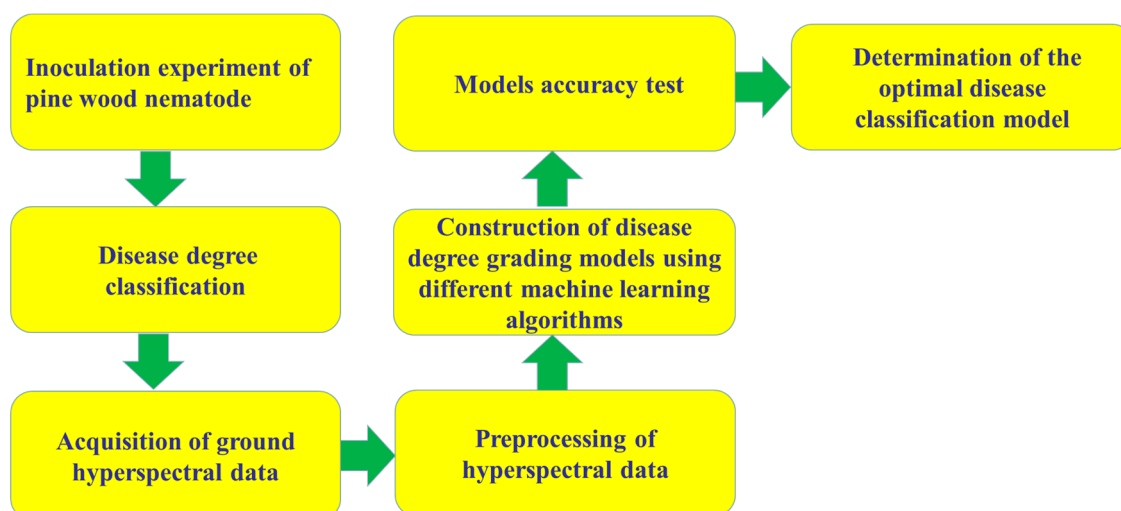 Inoculation experiment of
pine wood nematode
Disease degree
classification
Acquisition of ground
hyperspectral data
Preprocessing of
hyperspectral data
Construction of disease
degree grading models using
different machine learning
algorithms
Models accuracy test
Determination of the
optimal disease
classification model